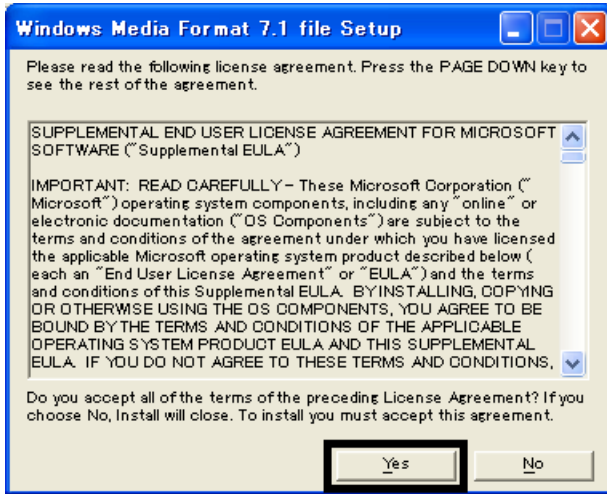 Windows Media Format 7.1 file Setup
Please read the following license agreement. Press the PAGE DOWN key to
see the rest of the agreement.
SUPPLEMENTAL END USER LICENSE AGREEMENT FOR MICROSOFT
SOFTWARE ("Supplemental EULA")
IMPORTANT: READ CAREFULLY - These Microsoft Corporation ("
Microsoft") operating system components, including any "online" or
electronic documentation ("OS Components") are subject to the
terms and conditions of the agreement under which you have licensed
the applicable Microsoft operating system product described below (
each an "End User License Agreement" or "EULA") and the terms
and conditions of this Supplemental EULA. BY INSTALLING, COPYING
OR OTHERWISE USING THE OS COMPONENTS, YOU AGREE TO BE
BOUND BY THE TERMS AND CONDITIONS OF THE APPLICABLE
OPERATING SYSTEM PRODUCT EULA AND THIS SUPPLEMENTAL
EULA. IF YOU DO NOT AGREE TO THESE TERMS AND CONDITIONS,
Do you accept all of the terms of the preceding License Agreement? If you
choose No, Install will close. To install you must accept this agreement.
Yes No